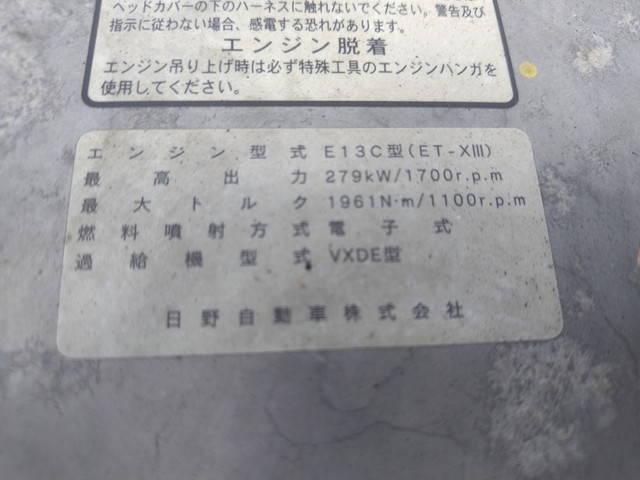 ヘッドカバーの下のハーネスに触れないでください。警告及び
指示に従わない場合、感電する恐れがあります。
エンジン脱着
エンジン吊り上げ時は必ず特殊工具のエンジンハンガを
使用してください。
エンジン型式 E13C型(ET-XIII)
最高出力 279kW/1700r.p.m
最大トルク 1961N·m/1100r.p.m
燃料噴射方式 電子式
過給機型式 VXDE型
日野自動車株式会社